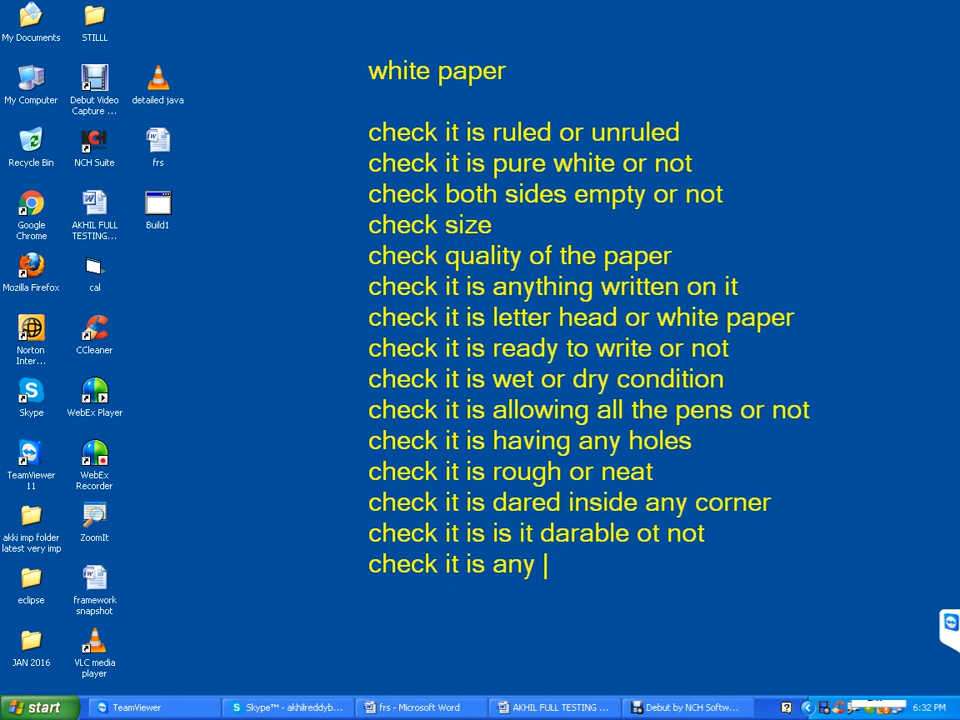 My Documents
STILLL
My Computer
Debut Video
Capture ...
detailed java
Recycle Bin
NCH Suite
frs
Google
Chrome
AKHIL FULL
TESTING...
Build1
Mozilla Firefox
cal
Norton
Inter...
CCleaner
Skype
WebEx Player
TeamViewer
11
WebEx
Recorder
akki imp folder
latest very imp
ZoomIt
eclipse
framework
snapshot
JAN 2016
VLC media
player
white paper
check it is ruled or unruled
check it is pure white or not
check both sides empty or not
check size
check quality of the paper
check it is anything written on it
check it is letter head or white paper
check it is ready to write or not
check it is wet or dry condition
check it is allowing all the pens or not
check it is having any holes
check it is rough or neat
check it is dared inside any corner
check it is is it darable ot not
check it is any
start
TeamViewer
Skype™ - akhilreddyb...
frs - Microsoft Word
AKHIL FULL TESTING ...
Debut by NCH Softw...
6:32 PM